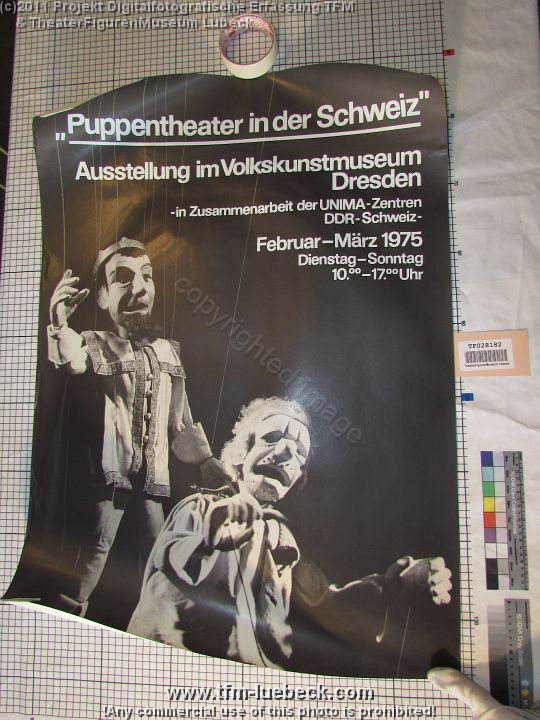 (c)2011 Projekt Digitalfotografische Erfassung TFM
& TheaterFigurenMuseum Lübeck
„Puppentheater in der Schweiz"
Ausstellung im Volkskunstmuseum
Dresden
-in Zusammenarbeit der UNIMA-Zentren
DDR-Schweiz-
Februar–März 1975
Dienstag–Sonntag
10.⁰⁰–17.⁰⁰ Uhr
copyrighted image
TF028182
TheaterFigurenMuseum Lübeck
www.tfm-luebeck.com
(Any commercial use of this photo is prohibited!)